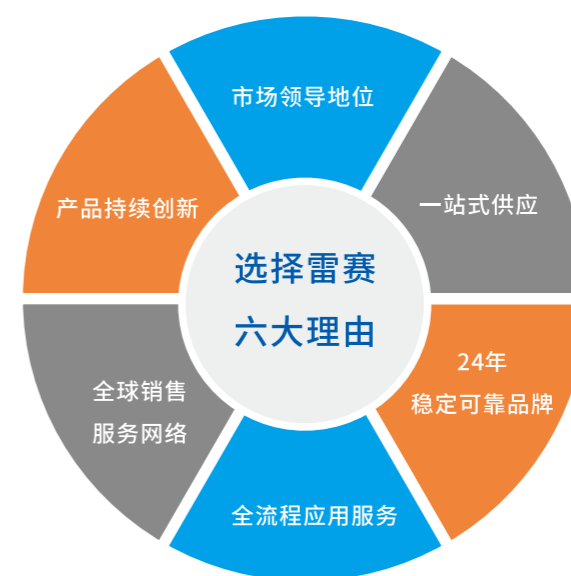 市场领导地位
一站式供应
产品持续创新
选择雷赛
六大理由
24年
稳定可靠品牌
全球销售
服务网络
全流程应用服务